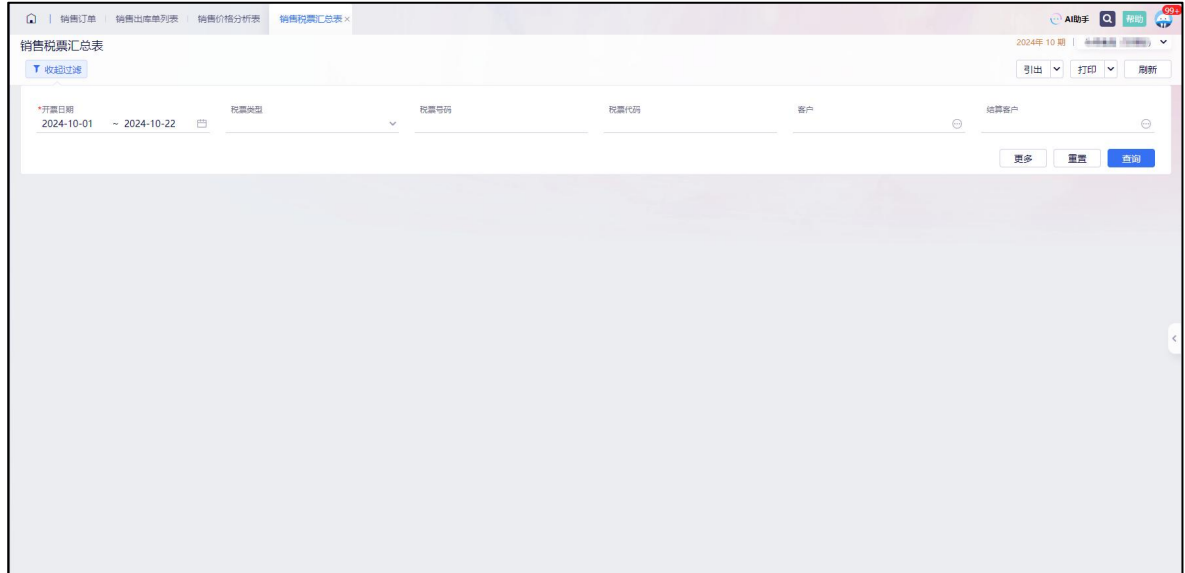 销售订单 销售出库单列表 销售价格分析表 销售税票汇总表× AI助手 帮助 99+
销售税票汇总表 2024年 10 期
收起过滤 引出 打印 刷新
*开票日期 税票类型 税票号码 税票代码 客户 结算客户
2024-10-01 ~ 2024-10-22
更多 重置 查询